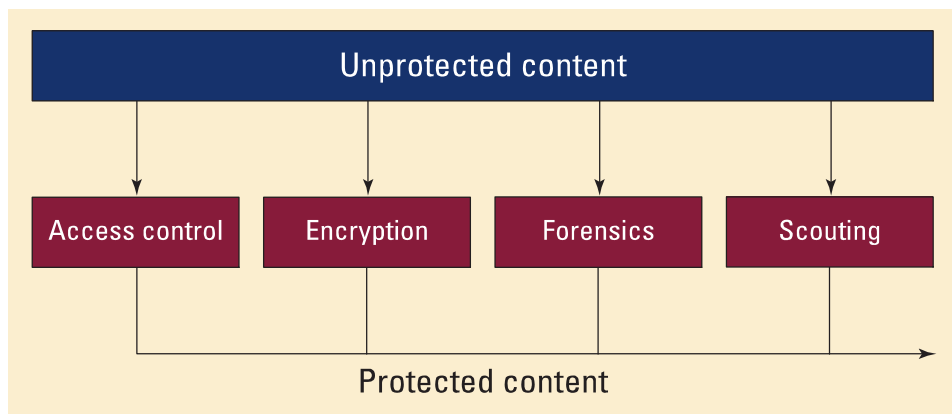 Unprotected content
Access control
Encryption
Forensics
Scouting
Protected content